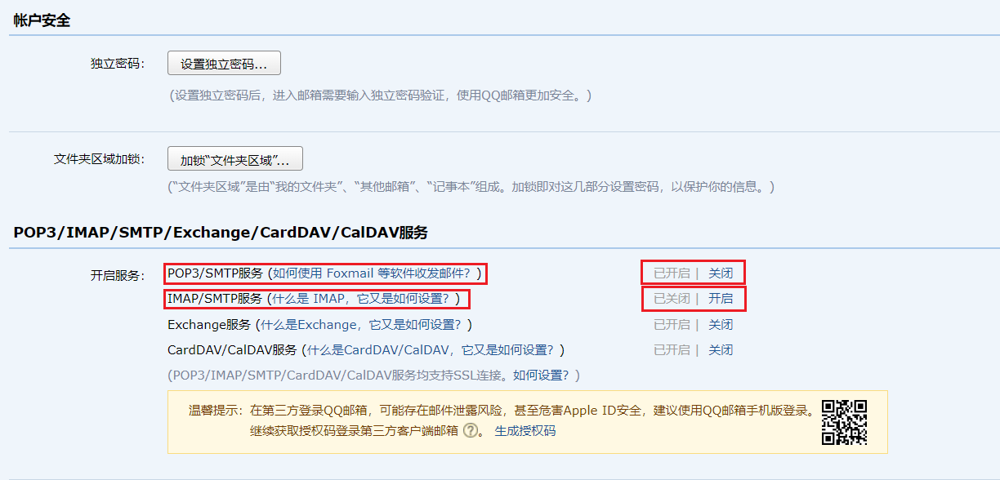 帐户安全
独立密码： 设置独立密码...
(设置独立密码后，进入邮箱需要输入独立密码验证，使用QQ邮箱更加安全。)
文件夹区域加锁： 加锁“文件夹区域”...
(“文件夹区域”是由“我的文件夹”、“其他邮箱”、“记事本”组成。加锁即对这几部分设置密码，以保护你的信息。)
POP3/IMAP/SMTP/Exchange/CardDAV/CalDAV服务
开启服务： POP3/SMTP服务 (如何使用 Foxmail 等软件收发邮件？) 已开启 | 关闭
IMAP/SMTP服务 (什么是 IMAP，它又是如何设置？) 已关闭 | 开启
Exchange服务 (什么是Exchange，它又是如何设置？) 已开启 | 关闭
CardDAV/CalDAV服务 (什么是CardDAV/CalDAV，它又是如何设置？) 已开启 | 关闭
(POP3/IMAP/SMTP/CardDAV/CalDAV服务均支持SSL连接。如何设置？)
温馨提示：在第三方登录QQ邮箱，可能存在邮件泄露风险，甚至危害Apple ID安全，建议使用QQ邮箱手机版登录。
继续获取授权码登录第三方客户端邮箱 ?。 生成授权码